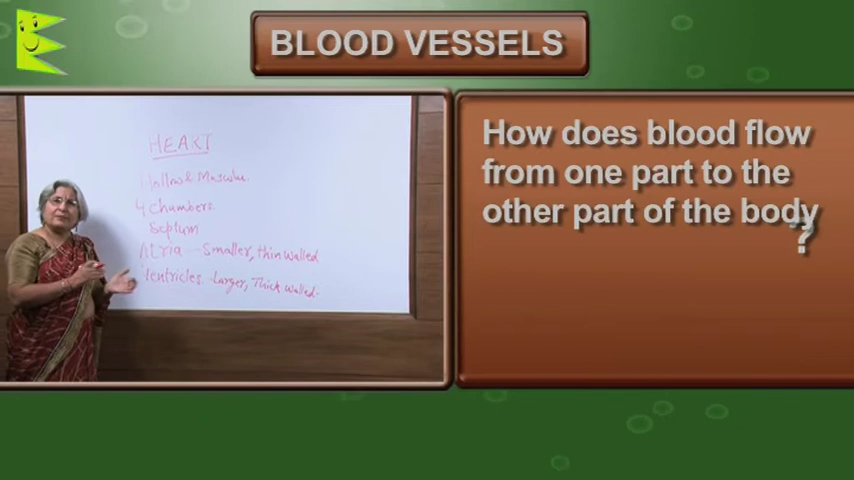 BLOOD VESSELS
HEART
Hollow & Muscular.
4 chambers.
Septum
Atria - Smaller, thin walled
Ventricles. Larger, Thick walled.
How does blood flow
from one part to the
other part of the body
?